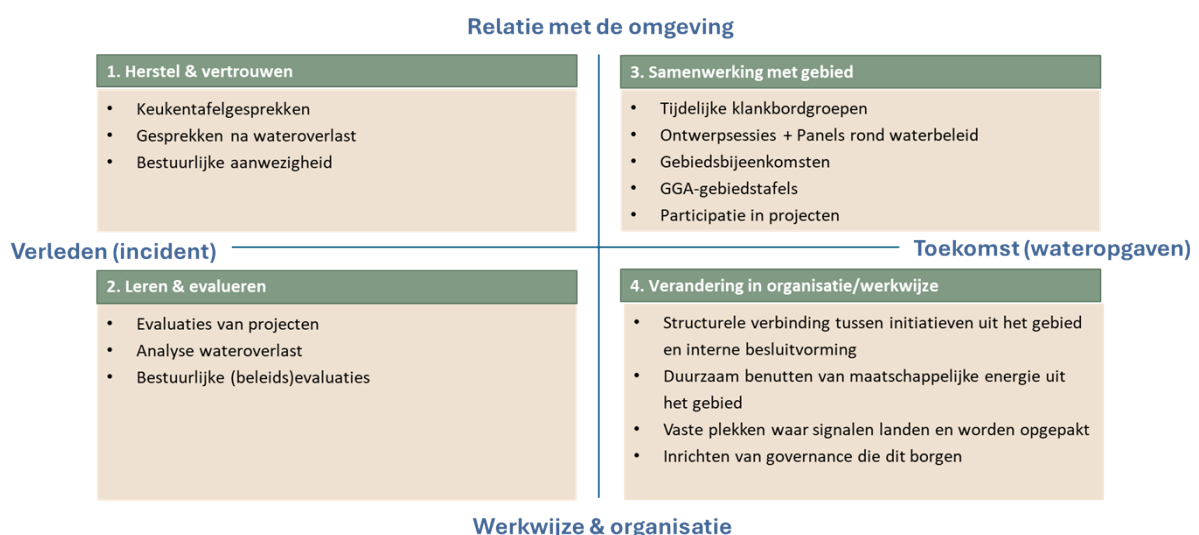 Relatie met de omgeving
1. Herstel & vertrouwen
• Keukentafelgesprekken
• Gesprekken na wateroverlast
• Bestuurlijke aanwezigheid
3. Samenwerking met gebied
• Tijdelijke klankbordgroepen
• Ontwerpsessies + Panels rond waterbeleid
• Gebiedsbijeenkomsten
• GGA-gebiedstafels
• Participatie in projecten
Verleden (incident)
Toekomst (wateropgaven)
2. Leren & evalueren
• Evaluaties van projecten
• Analyse wateroverlast
• Bestuurlijke (beleids)evaluaties
4. Verandering in organisatie/werkwijze
• Structurele verbinding tussen initiatieven uit het gebied
en interne besluitvorming
• Duurzaam benutten van maatschappelijke energie uit
het gebied
• Vaste plekken waar signalen landen en worden opgepakt
• Inrichten van governance die dit borgen
Werkwijze & organisatie